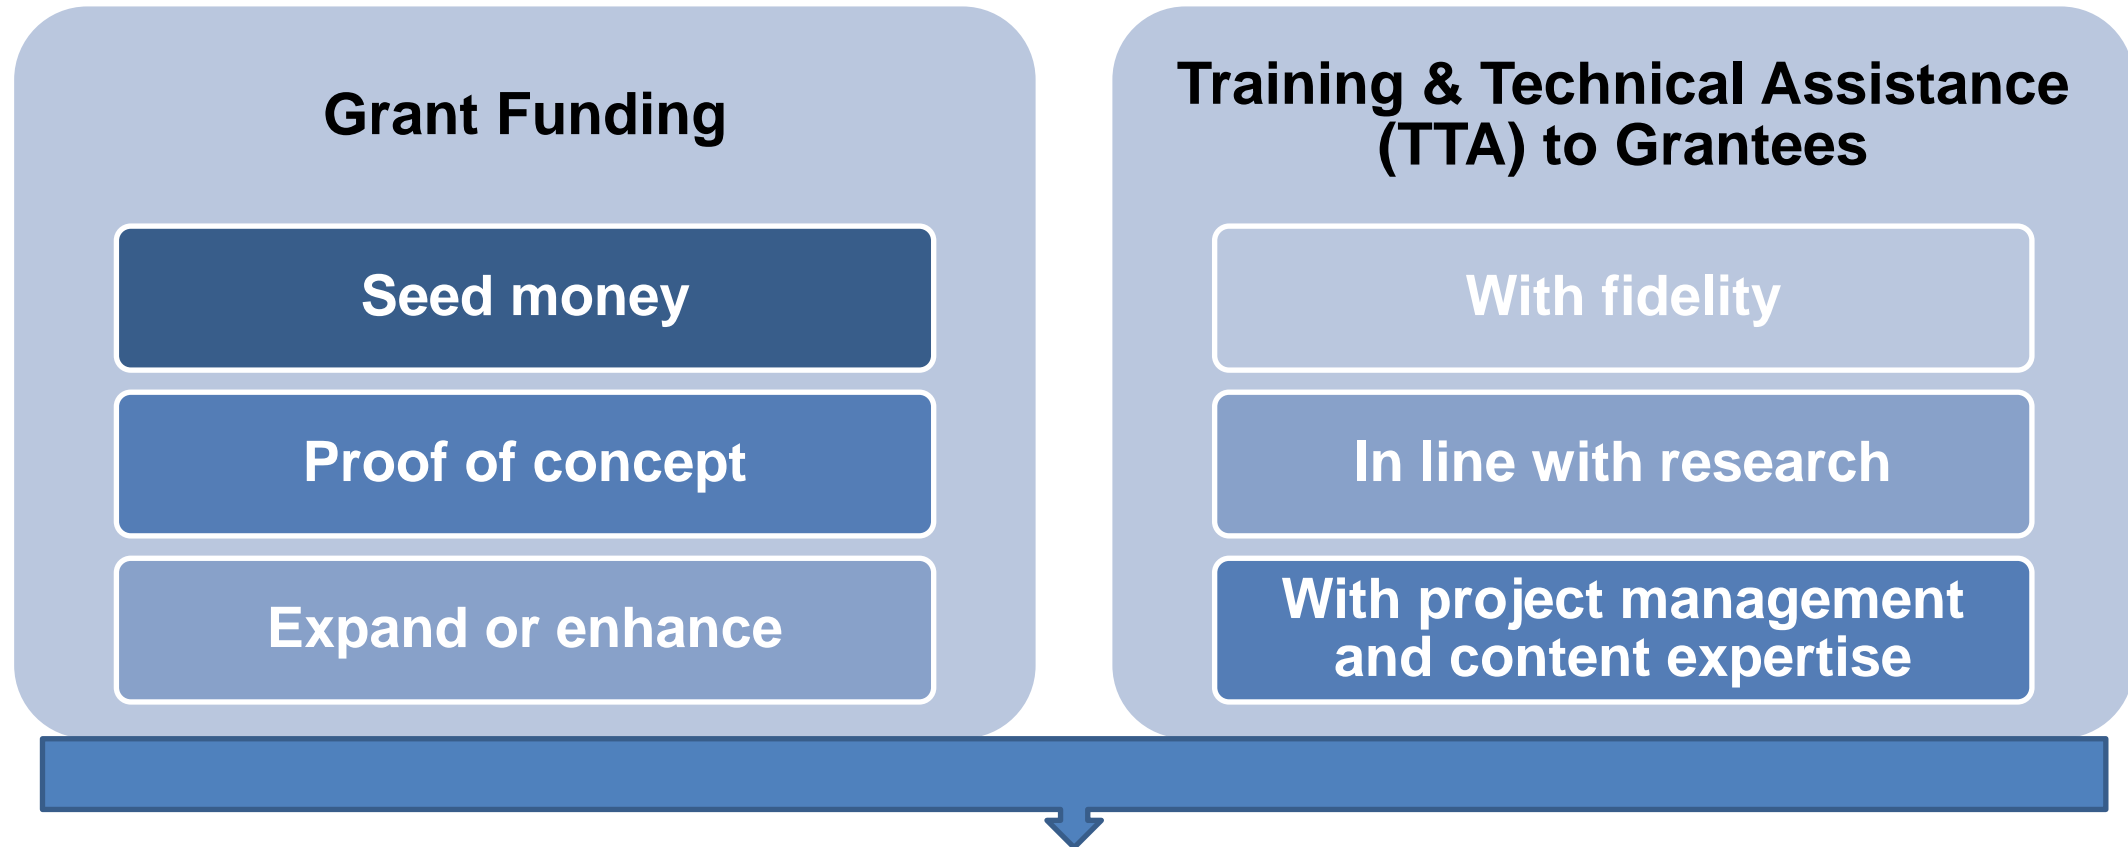 Grant Funding
Seed money
Proof of concept
Expand or enhance
Training & Technical Assistance
(TTA) to Grantees
With fidelity
In line with research
With project management
and content expertise